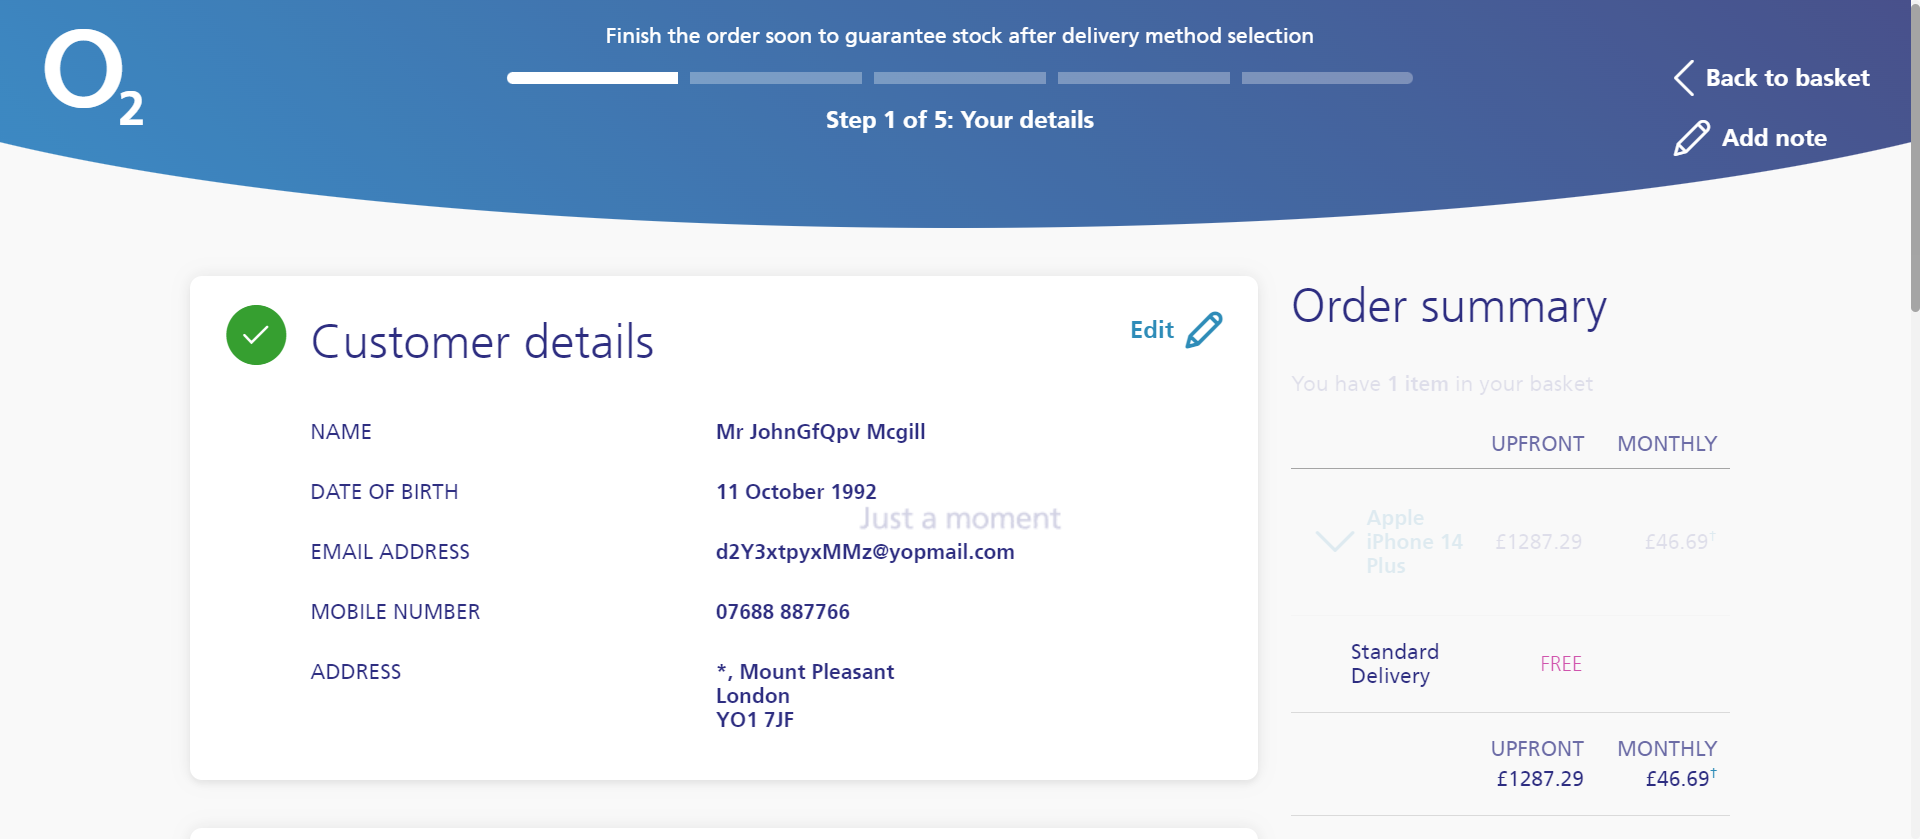 O2
Finish the order soon to guarantee stock after delivery method selection
Step 1 of 5: Your details
Back to basket
Add note
Customer details
Edit
NAME
Mr JohnGfQpv Mcgill
DATE OF BIRTH
11 October 1992
Just a moment
EMAIL ADDRESS
d2Y3xtpyxMMz@yopmail.com
MOBILE NUMBER
07688 887766
ADDRESS
*, Mount Pleasant
London
YO1 7JF
Order summary
You have 1 item in your basket
UPFRONT MONTHLY
Apple
iPhone 14 £1287.29 £46.69†
Plus
Standard
Delivery
FREE
UPFRONT MONTHLY
£1287.29 £46.69†